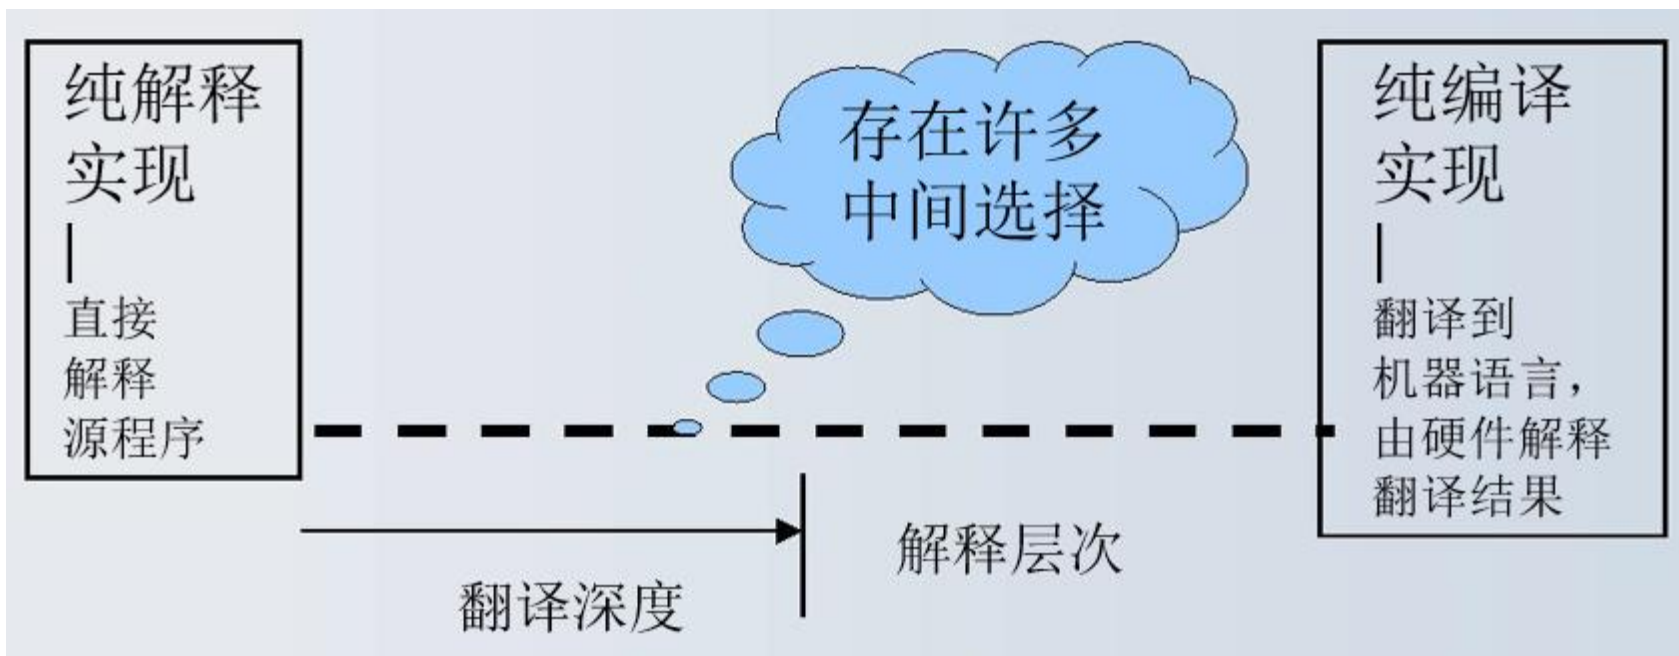 纯解释
实现
|
直接
解释
源程序
存在许多
中间选择
纯编译
实现
|
翻译到
机器语言,
由硬件解释
翻译结果
翻译深度
解释层次